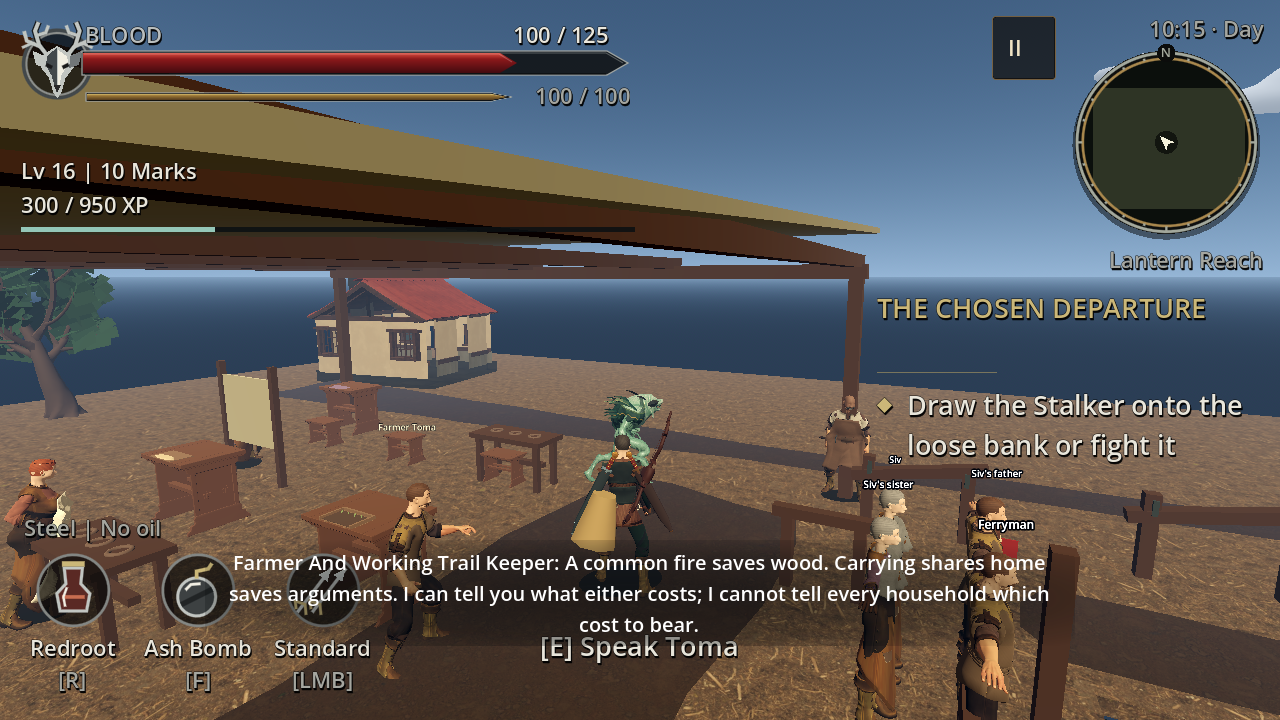 BLOOD
100 / 125
100 / 100
10:15 · Day
N
Lv 16 | 10 Marks
300 / 950 XP
Lantern Reach
THE CHOSEN DEPARTURE
Draw the Stalker onto the
loose bank or fight it
Farmer Toma
Siv
Siv's sister
Siv's father
Ferryman
Steel | No oil
Farmer And Working Trail Keeper: A common fire saves wood. Carrying shares home
saves arguments. I can tell you what either costs; I cannot tell every household which
cost to bear.
[E] Speak Toma
Redroot
[R]
Ash Bomb
[F]
Standard
[LMB]